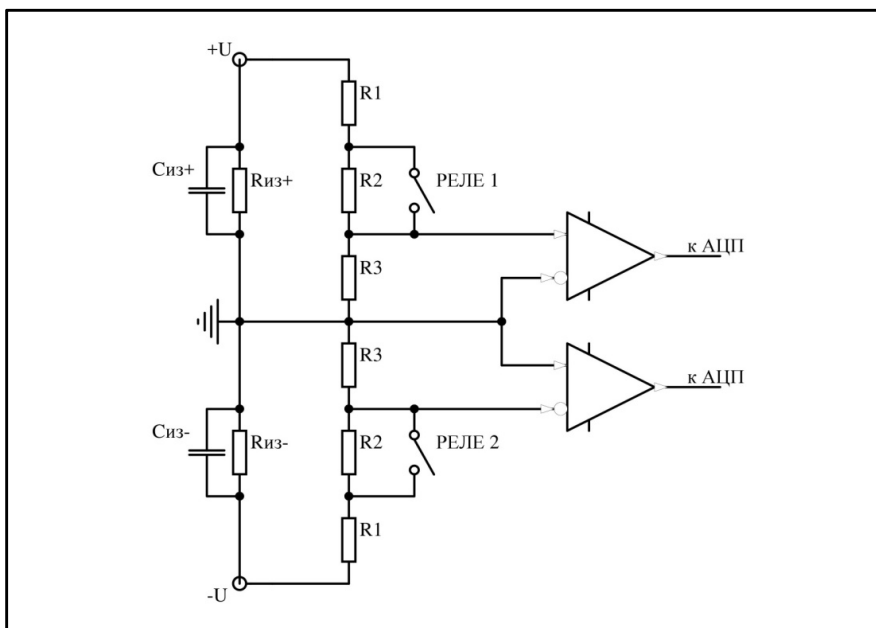 +U
R1
Cиз+
Rиз+
R2
РЕЛЕ 1
к АЦП
R3
R3
к АЦП
Cиз-
Rиз-
R2
РЕЛЕ 2
R1
-U